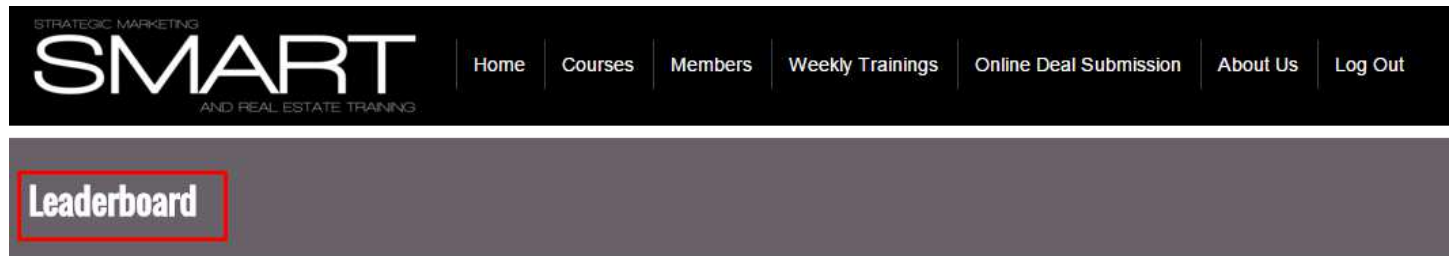 STRATEGIC MARKETING
SMART
AND REAL ESTATE TRAINING
Home Courses Members Weekly Trainings Online Deal Submission About Us Log Out
Leaderboard